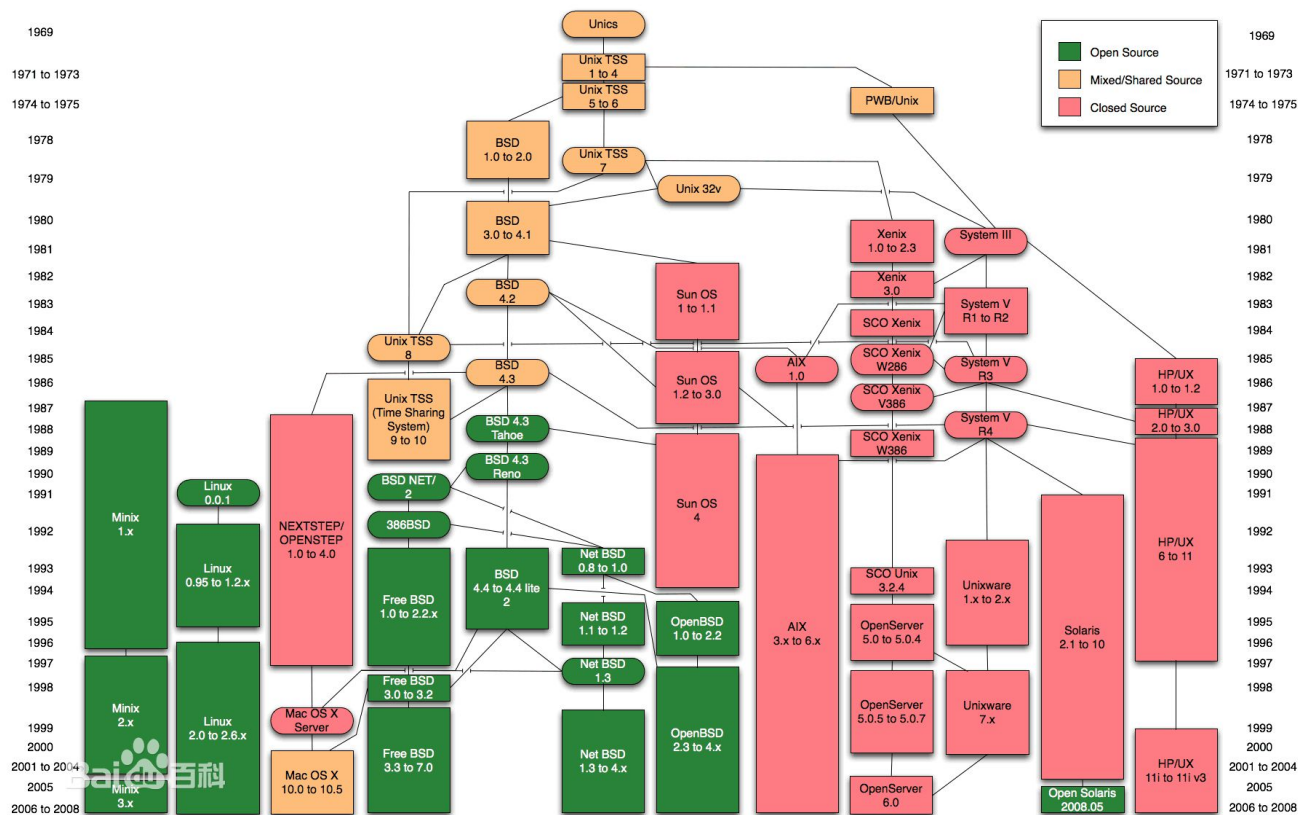 1969
1971 to 1973
1974 to 1975
1978
1979
1980
1981
1982
1983
1984
1985
1986
1987
1988
1989
1990
1991
1992
1993
1994
1995
1996
1997
1998
1999
2000
2001 to 2004
2005
2006 to 2008
Unics
Unix TSS
1 to 4
Unix TSS
5 to 6
PWB/Unix
BSD
1.0 to 2.0
Unix TSS
7
Unix 32v
BSD
3.0 to 4.1
Xenix
1.0 to 2.3
System III
Xenix
3.0
Sun OS
1 to 1.1
BSD
4.2
System V
R1 to R2
SCO Xenix
Unix TSS
8
SCO Xenix
W286
AIX
1.0
System V
R3
BSD
4.3
HP/UX
1.0 to 1.2
Sun OS
1.2 to 3.0
SCO Xenix
V386
Unix TSS
(Time Sharing
System)
9 to 10
HP/UX
2.0 to 3.0
BSD 4.3
Tahoe
System V
R4
SCO Xenix
W386
BSD 4.3
Reno
BSD NET/
2
Linux
0.0.1
Minix
1.x
NEXTSTEP/
OPENSTEP
1.0 to 4.0
386BSD
Sun OS
4
HP/UX
6 to 11
Linux
0.95 to 1.2.x
Net BSD
0.8 to 1.0
BSD
4.4 to 4.4 lite
2
SCO Unix
3.2.4
Unixware
1.x to 2.x
Free BSD
1.0 to 2.2.x
Net BSD
1.1 to 1.2
OpenBSD
1.0 to 2.2
AIX
3.x to 6.x
OpenServer
5.0 to 5.0.4
Solaris
2.1 to 10
Net BSD
1.3
Free BSD
3.0 to 3.2
Minix
2.x
Linux
2.0 to 2.6.x
Mac OS X
Server
OpenServer
5.0.5 to 5.0.7
Unixware
7.x
Free BSD
3.3 to 7.0
Net BSD
1.3 to 4.x
OpenBSD
2.3 to 4.x
HP/UX
11i to 11i v3
Mac OS X
10.0 to 10.5
Minix
3.x
OpenServer
6.0
Open Solaris
2008.05
Baidu百科
Open Source
Mixed/Shared Source
Closed Source
1969
1971 to 1973
1974 to 1975
1978
1979
1980
1981
1982
1983
1984
1985
1986
1987
1988
1989
1990
1991
1992
1993
1994
1995
1996
1997
1998
1999
2000
2001 to 2004
2005
2006 to 2008